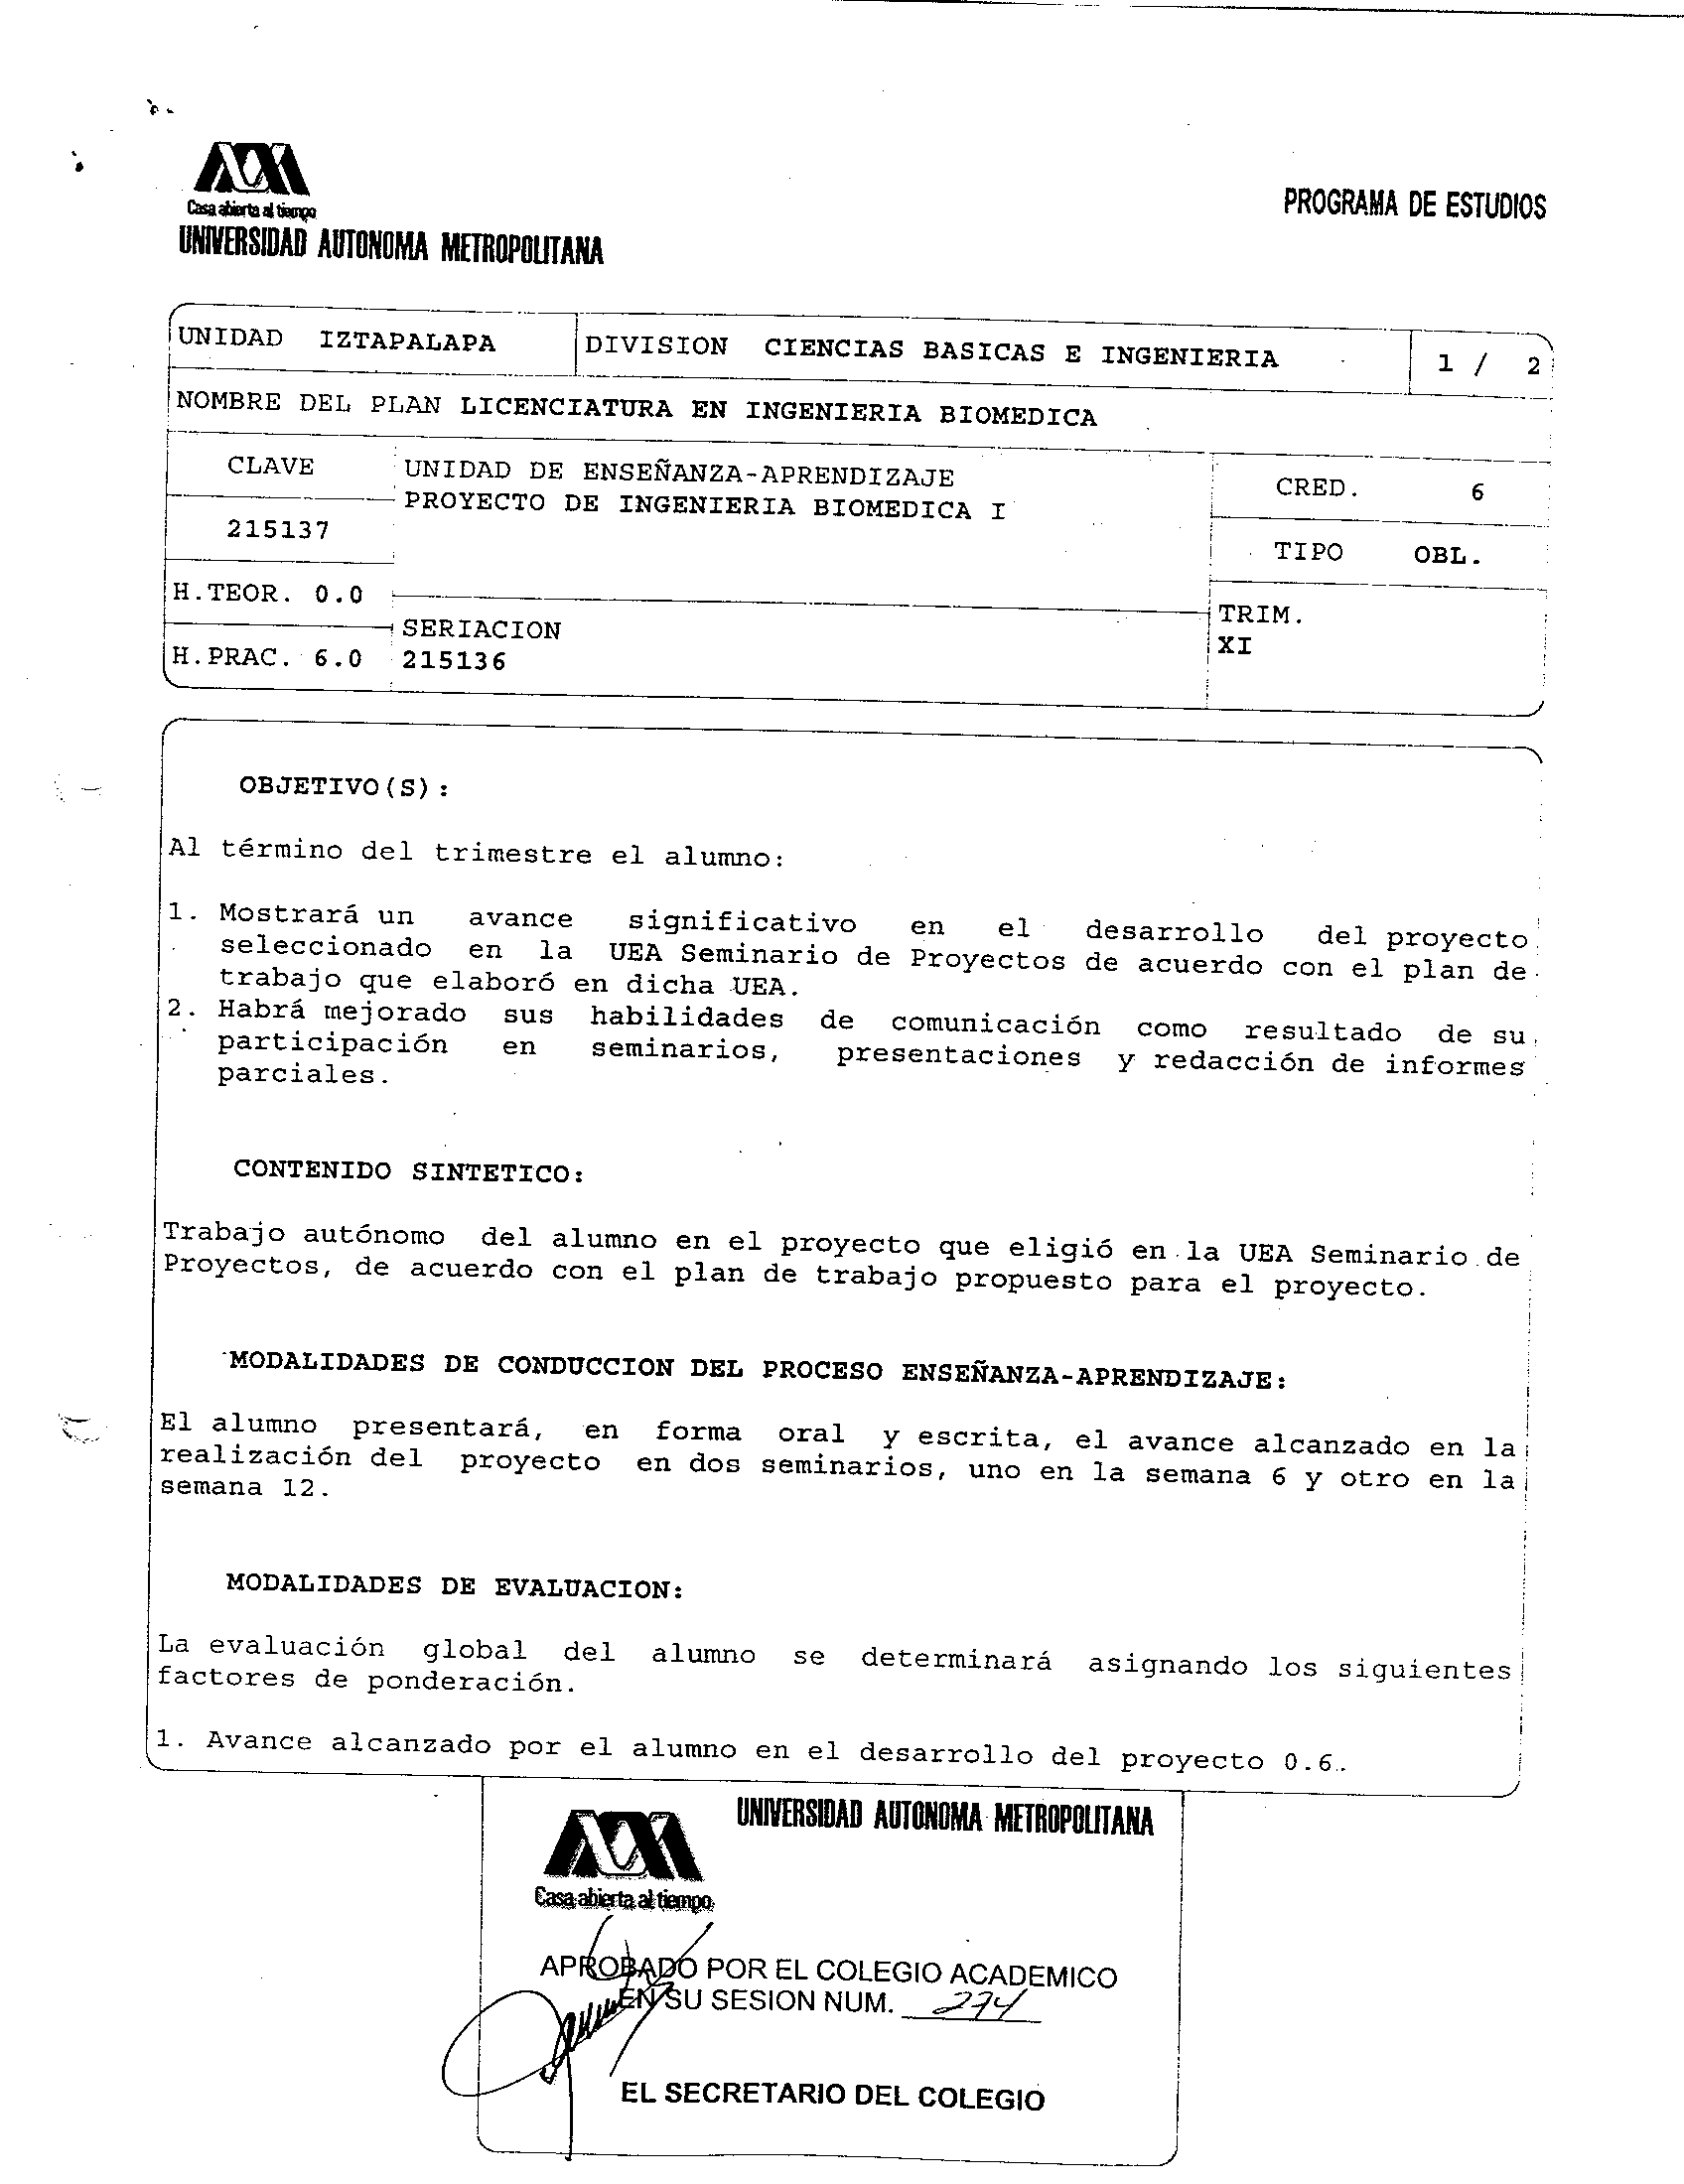 Casa abierta al tiempo
UNIVERSIDAD AUTONOMA METROPOLITANA
PROGRAMA DE ESTUDIOS
UNIDAD IZTAPALAPA DIVISION CIENCIAS BASICAS E INGENIERIA 1 / 2
NOMBRE DEL PLAN LICENCIATURA EN INGENIERIA BIOMEDICA
CLAVE
215137
UNIDAD DE ENSEÑANZA-APRENDIZAJE
PROYECTO DE INGENIERIA BIOMEDICA I
CRED. 6
TIPO OBL.
H.TEOR. 0.0
H.PRAC. 6.0
SERIACION
215136
TRIM.
XI
OBJETIVO(S):
Al término del trimestre el alumno:
1. Mostrará un avance significativo en el desarrollo del proyecto
seleccionado en la UEA Seminario de Proyectos de acuerdo con el plan de
trabajo que elaboró en dicha UEA.
2. Habrá mejorado sus habilidades de comunicación como resultado de su
participación en seminarios, presentaciones y redacción de informes
parciales.
CONTENIDO SINTETICO:
Trabajo autónomo del alumno en el proyecto que eligió en la UEA Seminario de
Proyectos, de acuerdo con el plan de trabajo propuesto para el proyecto.
MODALIDADES DE CONDUCCION DEL PROCESO ENSEÑANZA-APRENDIZAJE:
El alumno presentará, en forma oral y escrita, el avance alcanzado en la
realización del proyecto en dos seminarios, uno en la semana 6 y otro en la
semana 12.
MODALIDADES DE EVALUACION:
La evaluación global del alumno se determinará asignando los siguientes
factores de ponderación.
1. Avance alcanzado por el alumno en el desarrollo del proyecto 0.6.
UNIVERSIDAD AUTONOMA METROPOLITANA
Casa abierta al tiempo
APROBADO POR EL COLEGIO ACADEMICO
EN SU SESION NUM. 274
EL SECRETARIO DEL COLEGIO